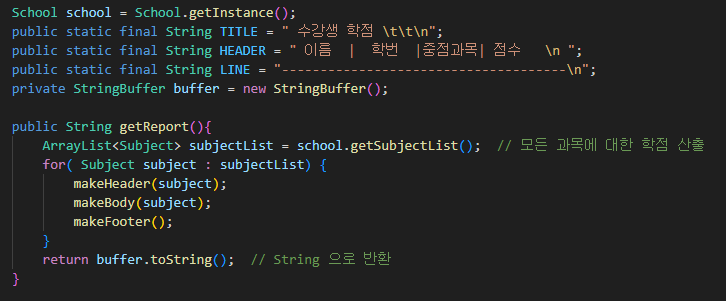 School school = School.getInstance();
public static final String TITLE = " 수강생 학점 \t\t\n";
public static final String HEADER = " 이름  |  학번  |중점과목| 점수   \n ";
public static final String LINE = "-------------------------------------\n";
private StringBuffer buffer = new StringBuffer();
public String getReport(){
ArrayList<Subject> subjectList = school.getSubjectList();  // 모든 과목에 대한 학점 산출
for( Subject subject : subjectList) {
makeHeader(subject);
makeBody(subject);
makeFooter();
}
return buffer.toString();  // String 으로 반환
}